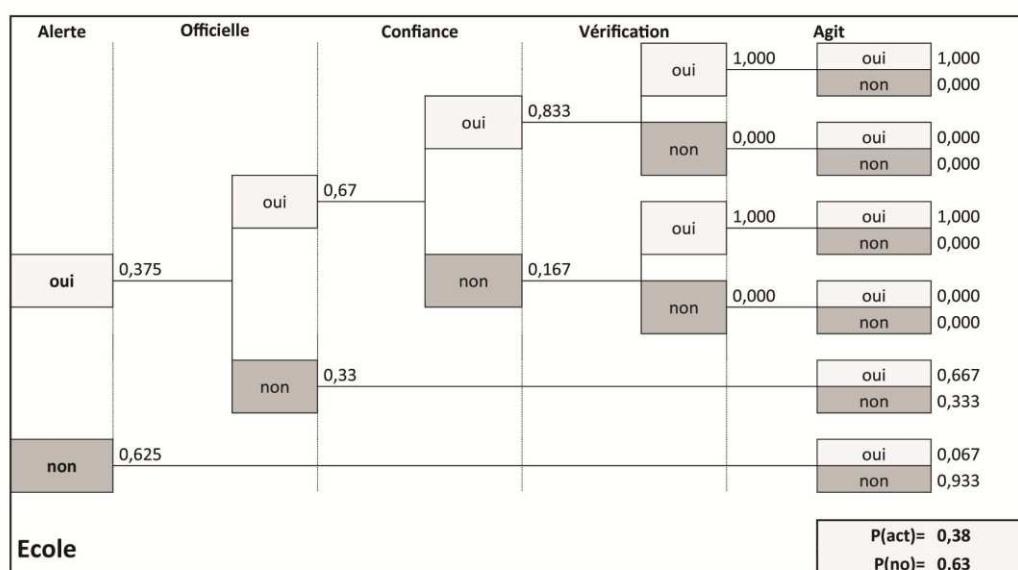 Alerte Officielle Confiance Vérification Agit
oui 1,000 oui 1,000
non 0,000
oui 0,833
non 0,000 oui 0,000
non 0,000
oui 0,67
oui 1,000 oui 1,000
non 0,000
oui 0,375
non 0,167
non 0,000 oui 0,000
non 0,000
non 0,33 oui 0,667
non 0,333
non 0,625 oui 0,067
non 0,933
Ecole
P(act)= 0,38
P(no)= 0,63